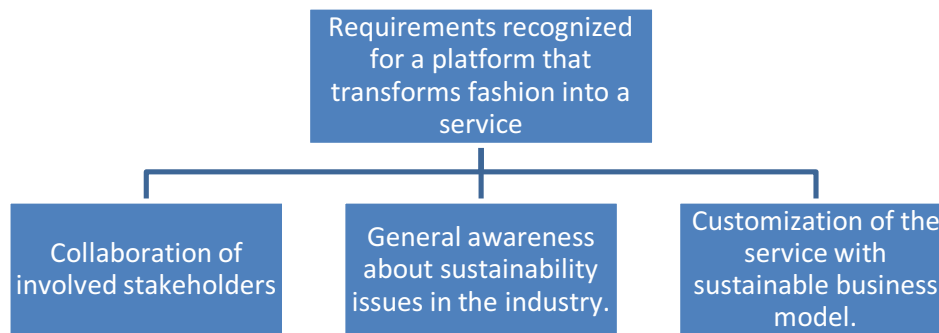 Requirements recognized
for a platform that
transforms fashion into a
service
Collaboration of
involved stakeholders
General awareness
about sustainability
issues in the industry.
Customization of the
service with
sustainable business
model.